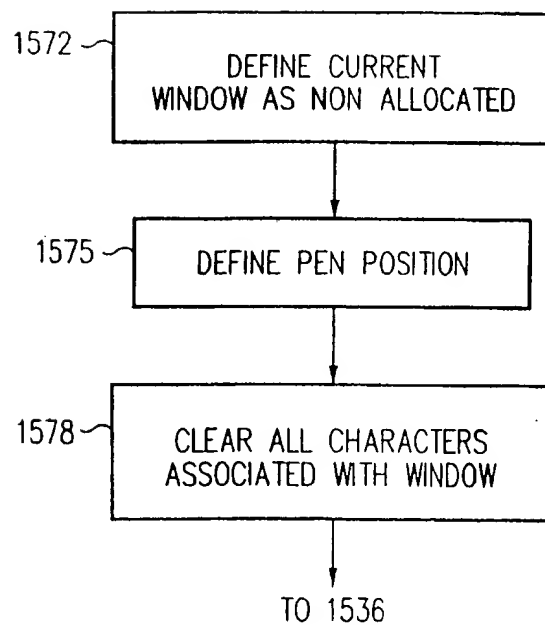 1572
DEFINE CURRENT
WINDOW AS NON ALLOCATED
1575
DEFINE PEN POSITION
1578
CLEAR ALL CHARACTERS
ASSOCIATED WITH WINDOW
TO 1536